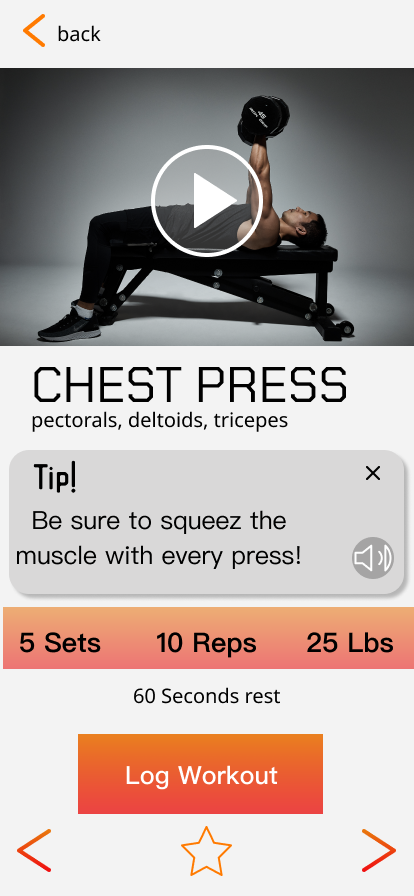 back
45
CHEST PRESS
pectorals, deltoids, tricepes
Tip!
Be sure to squeez the
muscle with every press!
5 Sets 10 Reps 25 Lbs
60 Seconds rest
Log Workout